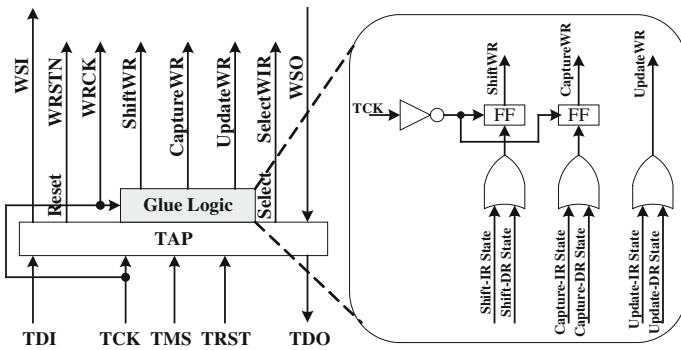 WSI
WRSTN
WRCK
ShiftWR
CaptureWR
UpdateWR
SelectWIR
WSO
Reset
Select
Glue Logic
TAP
TDI
TCK
TMS
TRST
TDO
ShiftWR
CaptureWR
UpdateWR
TCK
FF
FF
Shift-IR State
Shift-DR State
Capture-IR State
Capture-DR State
Update-IR State
Update-DR State